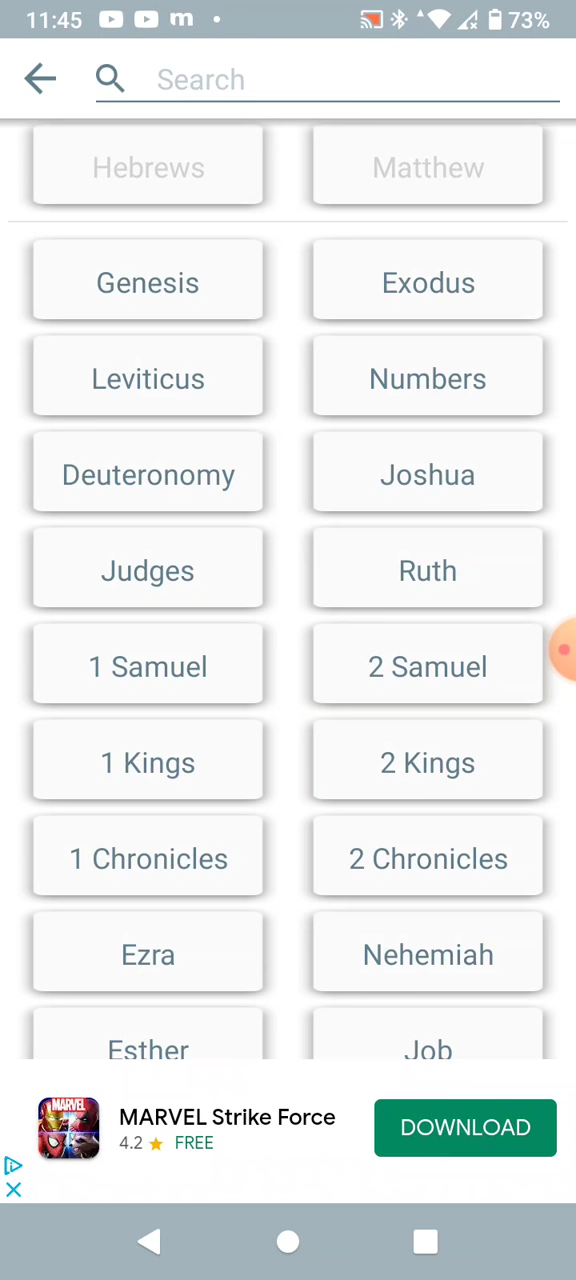 11:45 73%
Search
Hebrews Matthew
Genesis Exodus
Leviticus Numbers
Deuteronomy Joshua
Judges Ruth
1 Samuel 2 Samuel
1 Kings 2 Kings
1 Chronicles 2 Chronicles
Ezra Nehemiah
Esther Job
MARVEL
MARVEL Strike Force
4.2 ★ FREE
DOWNLOAD